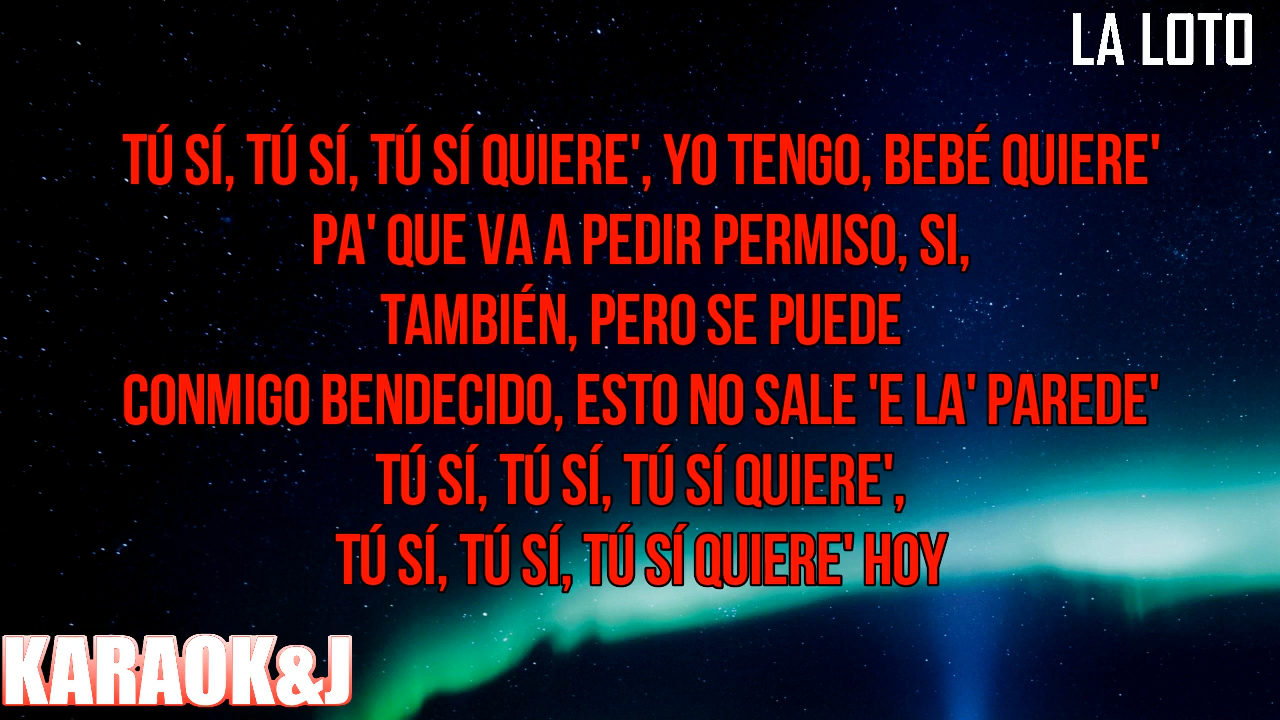 LA LOTO
TÚ SÍ, TÚ SÍ, TÚ SÍ QUIERE', YO TENGO, BEBÉ QUIERE'
PA' QUE VA A PEDIR PERMISO, SI,
TAMBIÉN, PERO SE PUEDE
CONMIGO BENDECIDO, ESTO NO SALE 'E LA' PAREDE'
TÚ SÍ, TÚ SÍ, TÚ SÍ QUIERE',
TÚ SÍ, TÚ SÍ, TÚ SÍ QUIERE' HOY
KARAOK&J